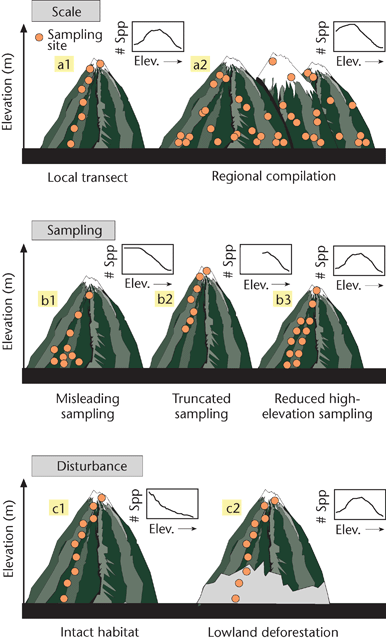 Scale
Sampling
site
a1
a2
Elevation (m)
# Spp
Elev.
# Spp
Elev.
Local transect
Regional compilation
Sampling
b1
b2
b3
Elevation (m)
# Spp
Elev.
# Spp
Elev.
# Spp
Elev.
Misleading
sampling
Truncated
sampling
Reduced high-
elevation sampling
Disturbance
c1
c2
Elevation (m)
# Spp
Elev.
# Spp
Elev.
Intact habitat
Lowland deforestation